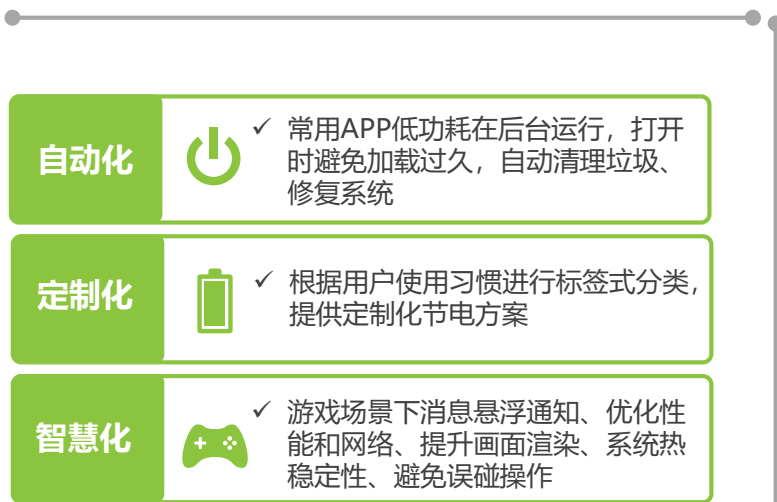 自动化
✓ 常用APP低功耗在后台运行，打开
时避免加载过久，自动清理垃圾、
修复系统
定制化
✓ 根据用户使用习惯进行标签式分类，
提供定制化节电方案
智慧化
✓ 游戏场景下消息悬浮通知、优化性
能和网络、提升画面渲染、系统热
稳定性、避免误碰操作